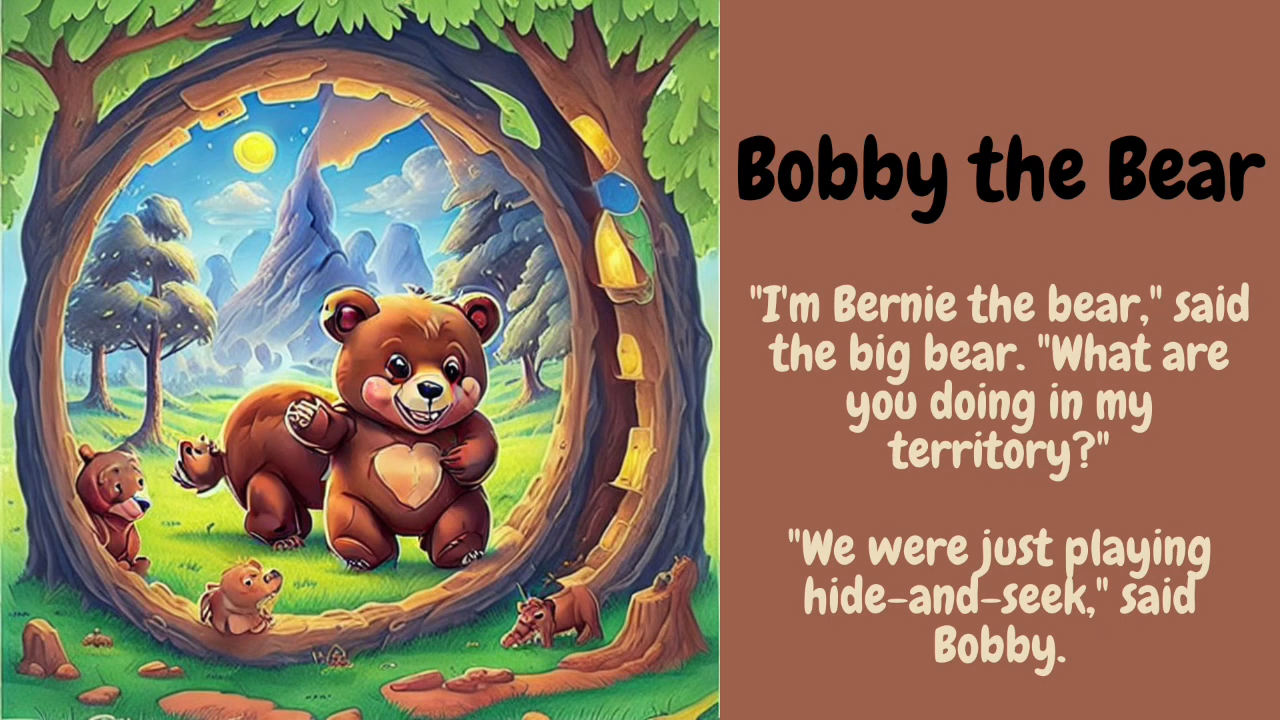 Bobby the Bear
"I'm Bernie the bear," said
the big bear. "What are
you doing in my
territory?"
"We were just playing
hide-and-seek," said
Bobby.